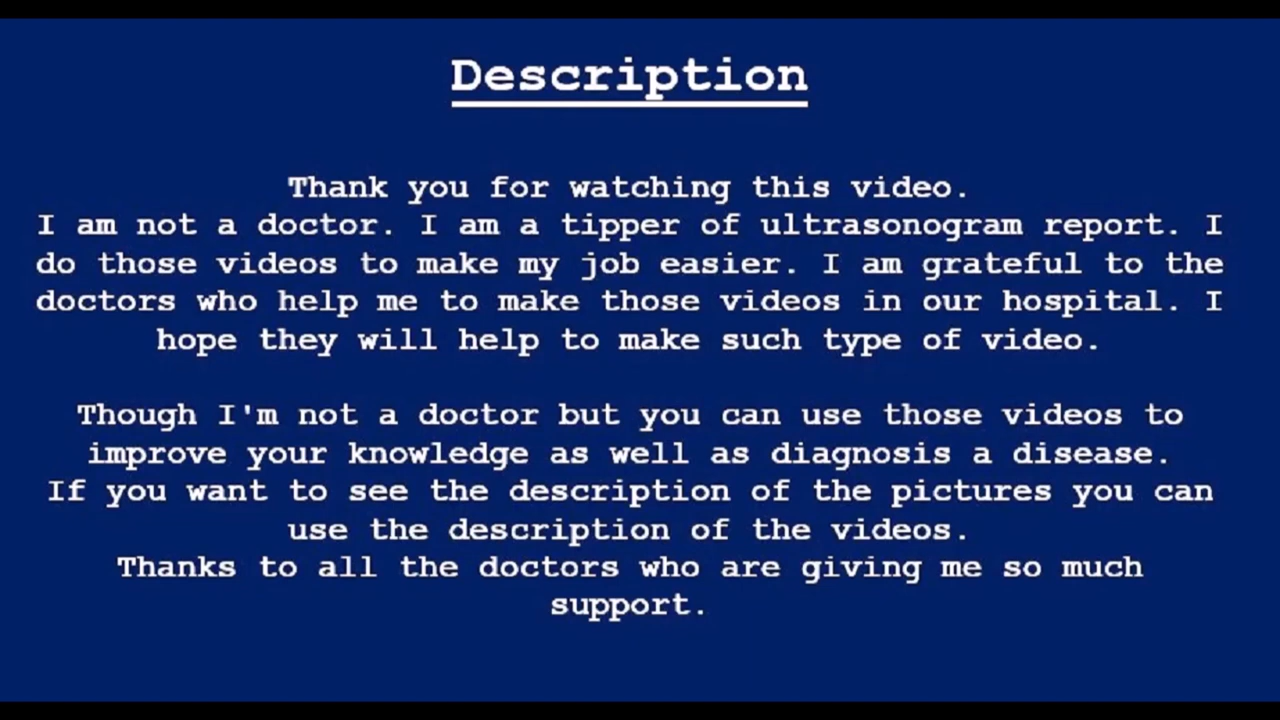 Description
Thank you for watching this video.
I am not a doctor. I am a tipper of ultrasonogram report. I
do those videos to make my job easier. I am grateful to the
doctors who help me to make those videos in our hospital. I
hope they will help to make such type of video.
Though I'm not a doctor but you can use those videos to
improve your knowledge as well as diagnosis a disease.
If you want to see the description of the pictures you can
use the description of the videos.
Thanks to all the doctors who are giving me so much
support.